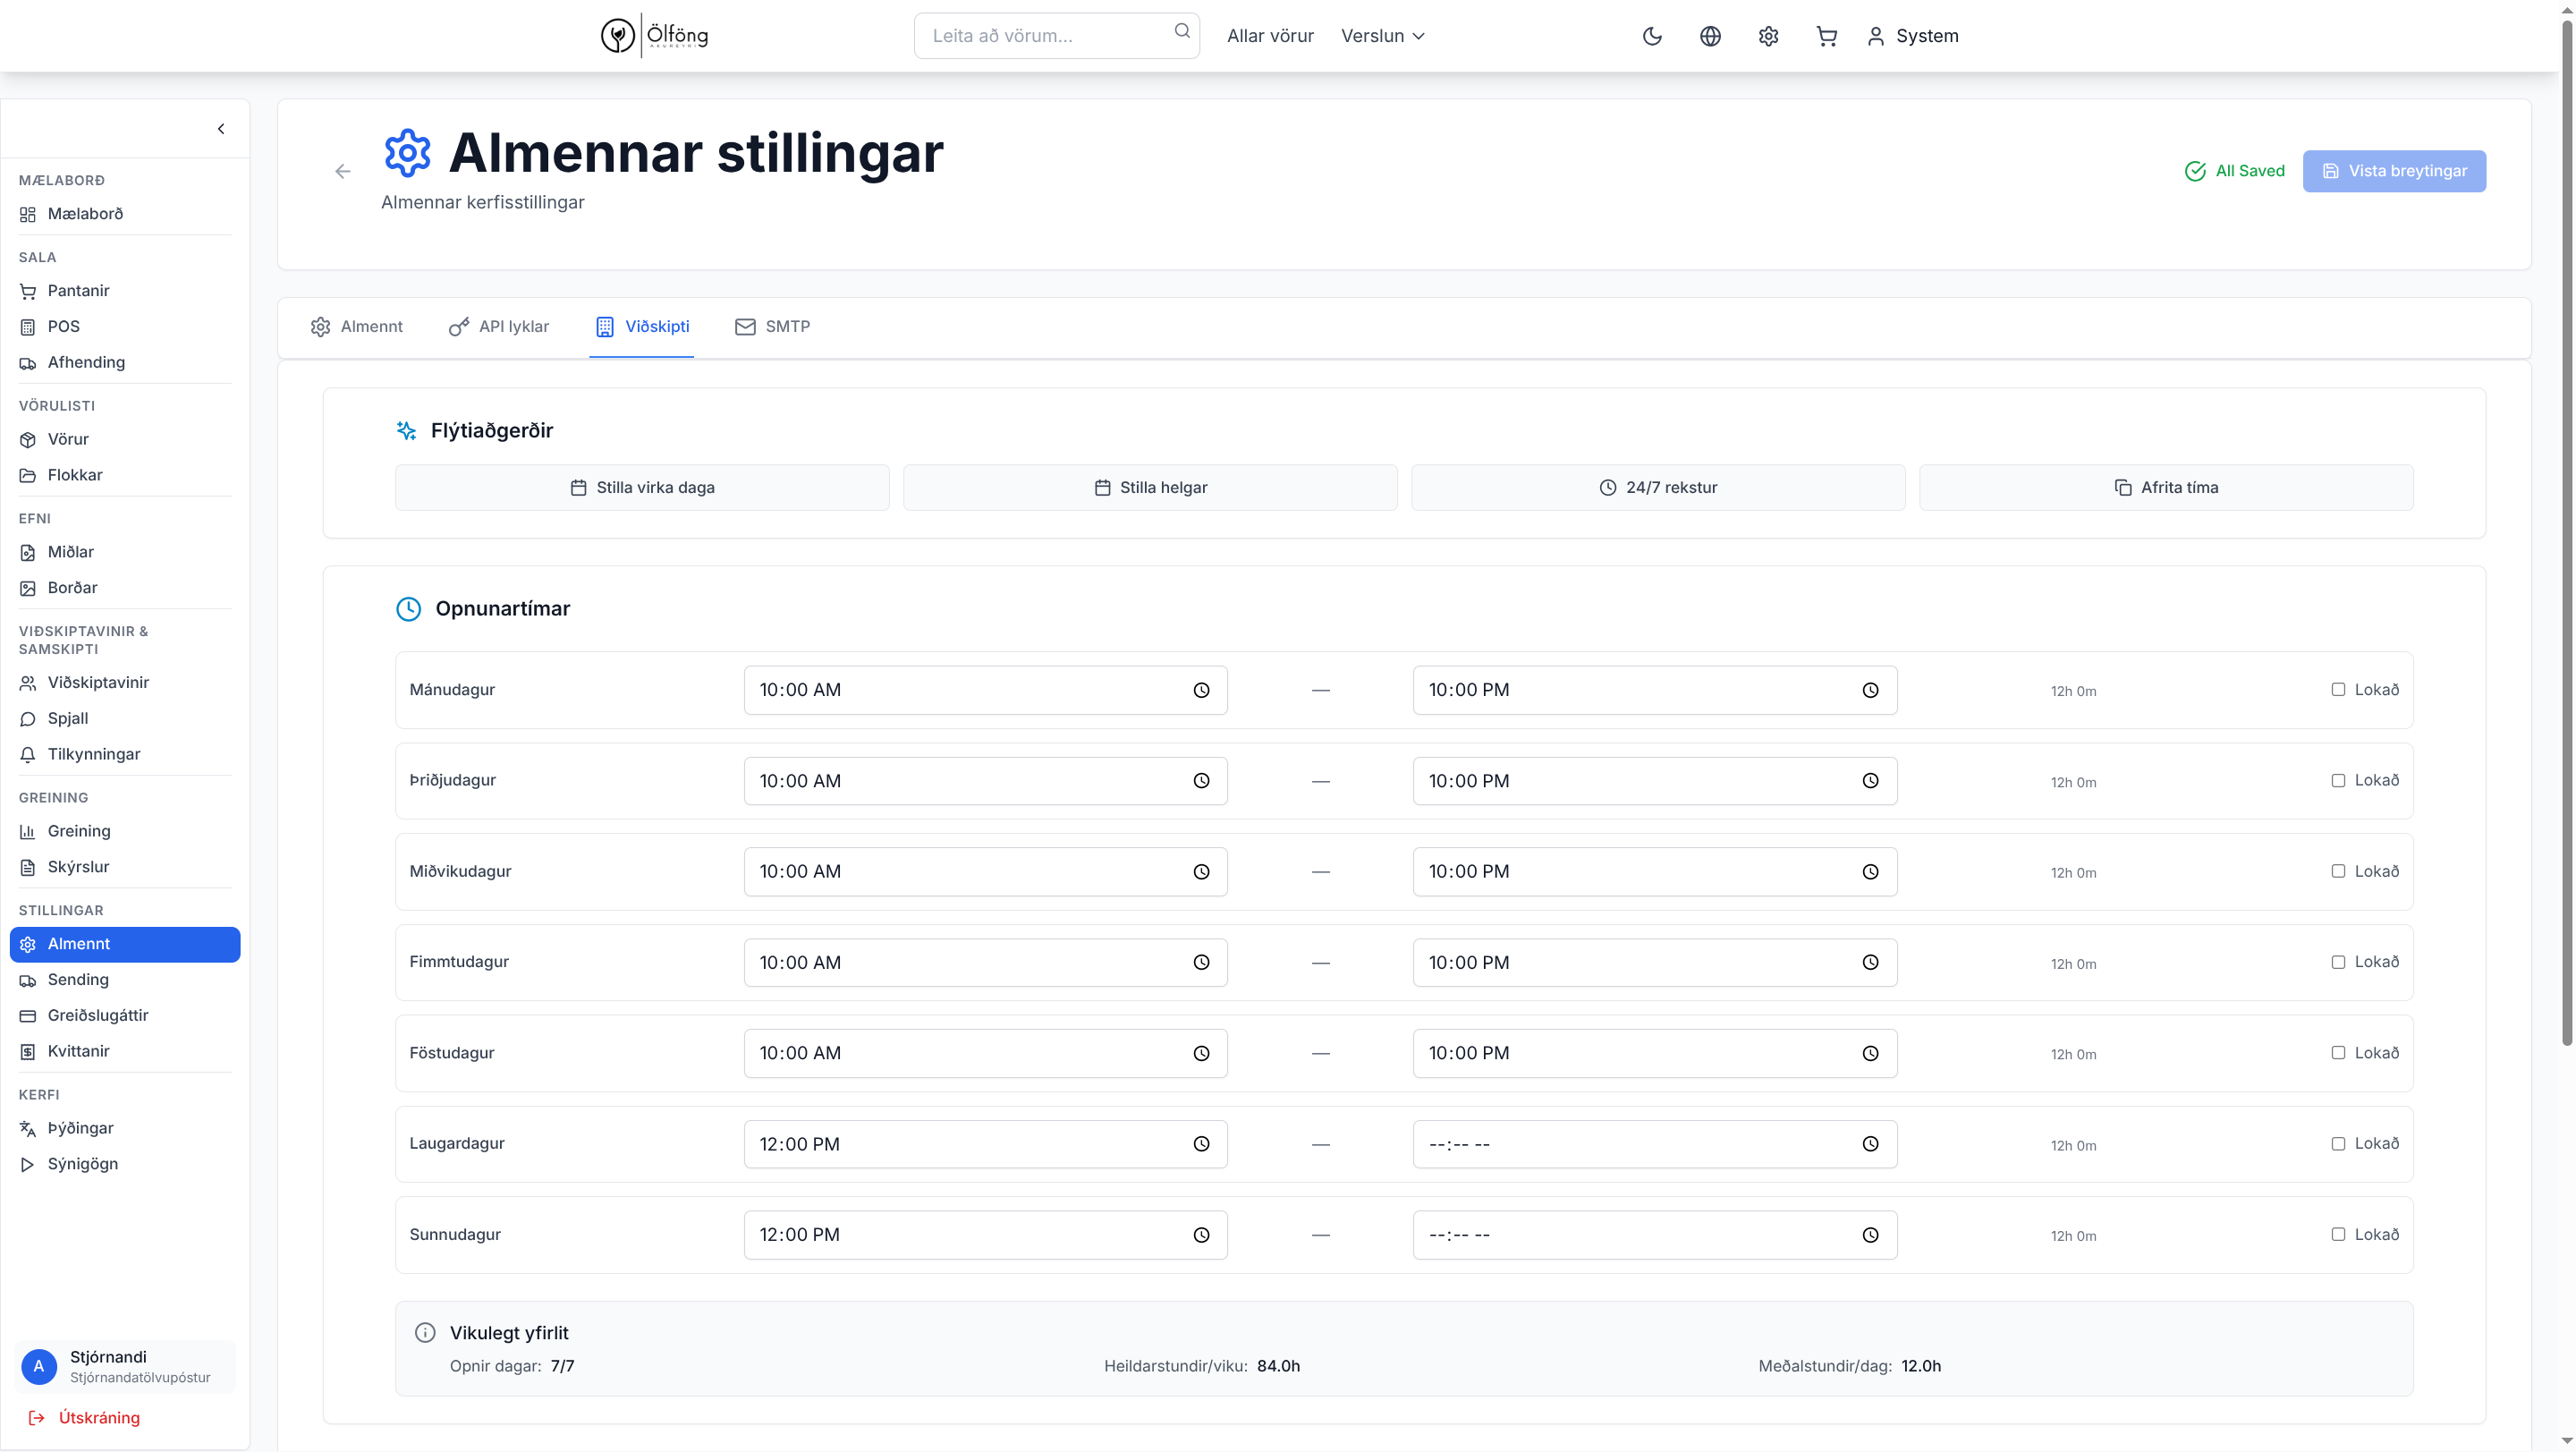 Ölföng
AKUREYRI
Leita að vörum...
Allar vörur
Verslun
System
MÆLABORÐ
Mælaborð
SALA
Pantanir
POS
Afhending
VÖRULISTI
Vörur
Flokkar
EFNI
Miðlar
Borðar
VIÐSKIPTAVINIR &
SAMSKIPTI
Viðskiptavinir
Spjall
Tilkynningar
GREINING
Greining
Skýrslur
STILLINGAR
Almennt
Sending
Greiðslugáttir
Kvittanir
KERFI
Þýðingar
Sýnigögn
A
Stjórnandi
Stjórnandatölvupóstur
Útskráning
Almennar stillingar
Almennar kerfisstillingar
All Saved
Vista breytingar
Almennt
API lyklar
Viðskipti
SMTP
Flýtiaðgerðir
Stilla virka daga
Stilla helgar
24/7 rekstur
Afrita tíma
Opnunartímar
Mánudagur 10:00 AM — 10:00 PM 12h 0m Lokað
Þriðjudagur 10:00 AM — 10:00 PM 12h 0m Lokað
Miðvikudagur 10:00 AM — 10:00 PM 12h 0m Lokað
Fimmtudagur 10:00 AM — 10:00 PM 12h 0m Lokað
Föstudagur 10:00 AM — 10:00 PM 12h 0m Lokað
Laugardagur 12:00 PM — --:-- -- 12h 0m Lokað
Sunnudagur 12:00 PM — --:-- -- 12h 0m Lokað
Vikulegt yfirlit
Opnir dagar: 7/7
Heildarstundir/viku: 84.0h
Meðalstundir/dag: 12.0h